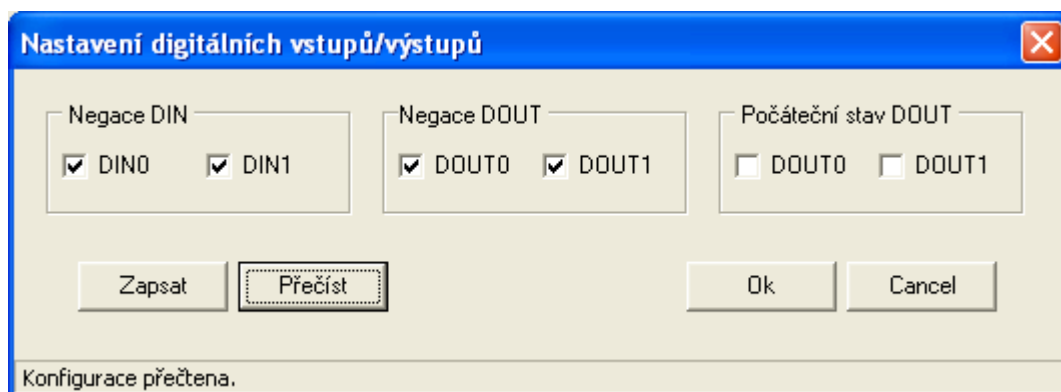 Nastavení digitálních vstupů/výstupů
Negace DIN
DIN0 DIN1
Negace DOUT
DOUT0 DOUT1
Počáteční stav DOUT
DOUT0 DOUT1
Zapsat Přečíst Ok Cancel
Konfigurace přečtena.